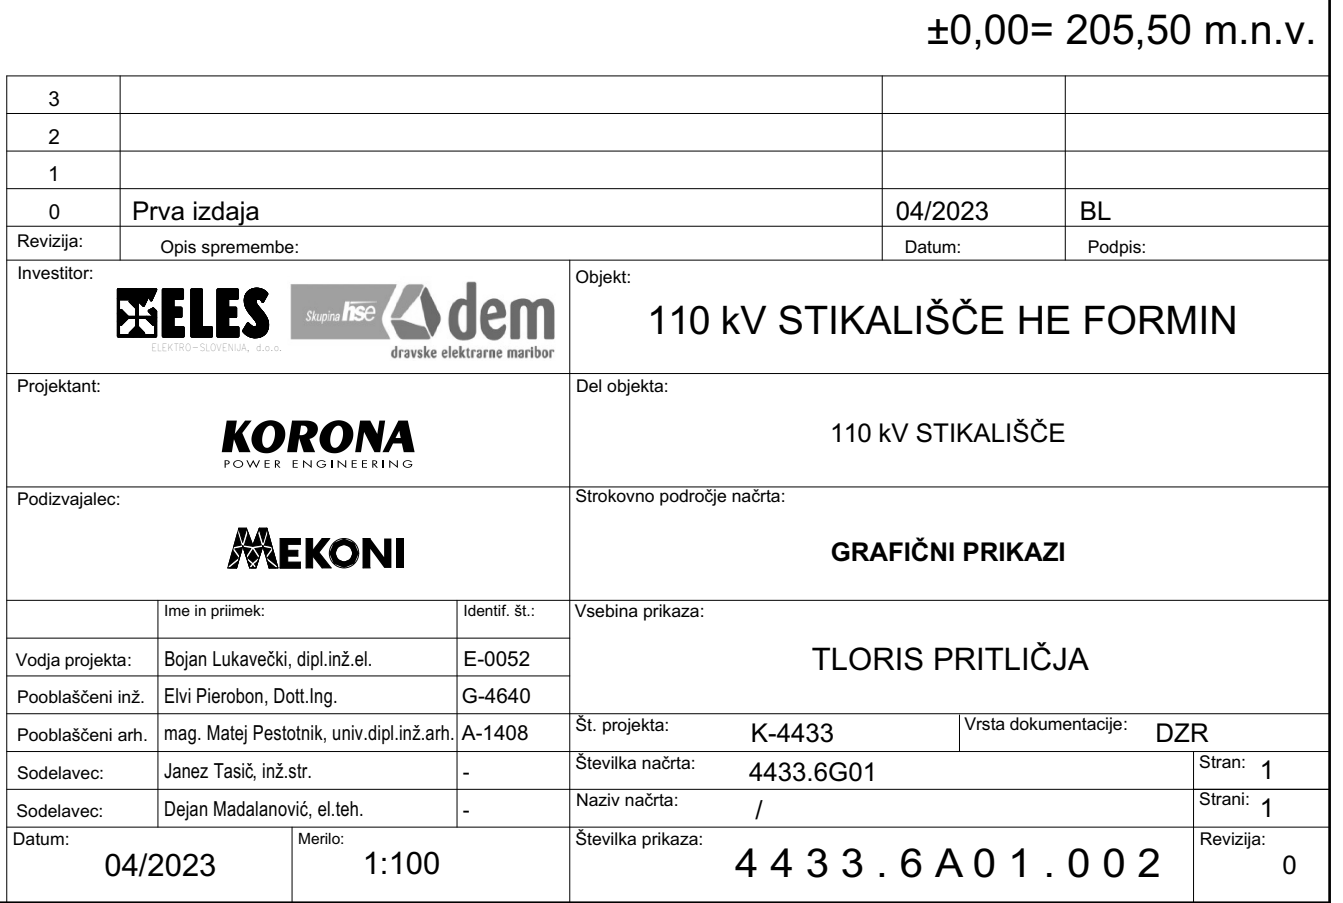 ±0,00= 205,50 m.n.v.
3
2
1
0 Prva izdaja 04/2023 BL
Revizija: Opis spremembe: Datum: Podpis:
Investitor:
ELES
ELEKTRO-SLOVENIJA, d.o.o.
Skupina hse dem
dravske elektrarne maribor
Objekt:
110 kV STIKALIŠČE HE FORMIN
Projektant:
KORONA
POWER ENGINEERING
Del objekta:
110 kV STIKALIŠČE
Podizvajalec:
MEKONI
Strokovno področje načrta:
GRAFIČNI PRIKAZI
Ime in priimek: Identif. št.:
Vodja projekta: Bojan Lukavečki, dipl.inž.el. E-0052
Pooblaščeni inž. Elvi Pierobon, Dott.Ing. G-4640
Pooblaščeni arh. mag. Matej Pestotnik, univ.dipl.inž.arh. A-1408
Sodelavec: Janez Tasič, inž.str. -
Sodelavec: Dejan Madalanović, el.teh. -
Datum: 04/2023 Merilo: 1:100
Vsebina prikaza:
TLORIS PRITLIČJA
Št. projekta: K-4433 Vrsta dokumentacije: DZR
Številka načrta: 4433.6G01 Stran: 1
Naziv načrta: / Strani: 1
Številka prikaza: 4433.6A01.002 Revizija: 0